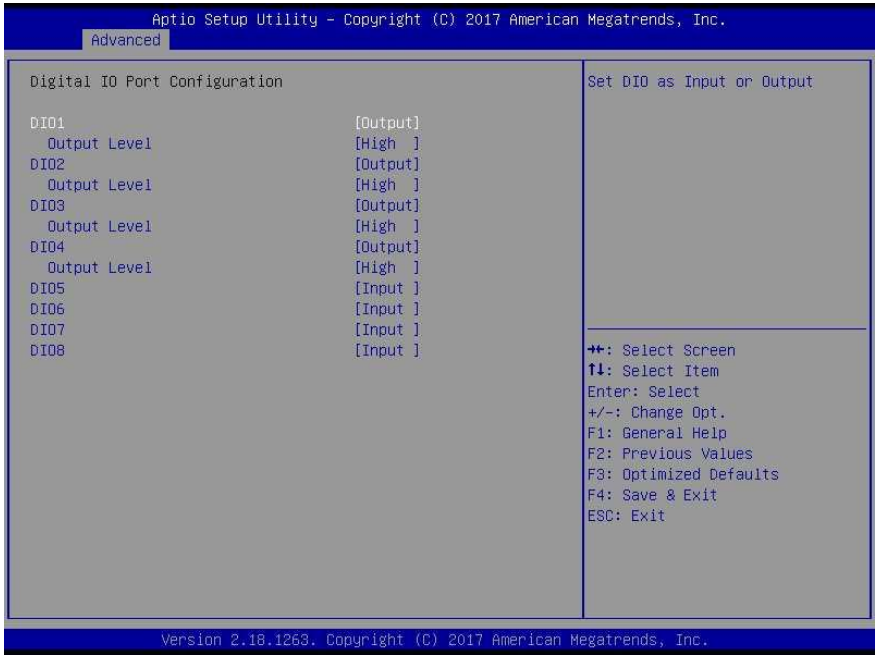 Aptio Setup Utility – Copyright (C) 2017 American Megatrends, Inc.
Advanced
Digital IO Port Configuration
DIO1 [Output]
Output Level [High ]
DIO2 [Output]
Output Level [High ]
DIO3 [Output]
Output Level [High ]
DIO4 [Output]
Output Level [High ]
DIO5 [Input ]
DIO6 [Input ]
DIO7 [Input ]
DIO8 [Input ]
Set DIO as Input or Output
→←: Select Screen
↑↓: Select Item
Enter: Select
+/-: Change Opt.
F1: General Help
F2: Previous Values
F3: Optimized Defaults
F4: Save & Exit
ESC: Exit
Version 2.18.1263. Copyright (C) 2017 American Megatrends, Inc.